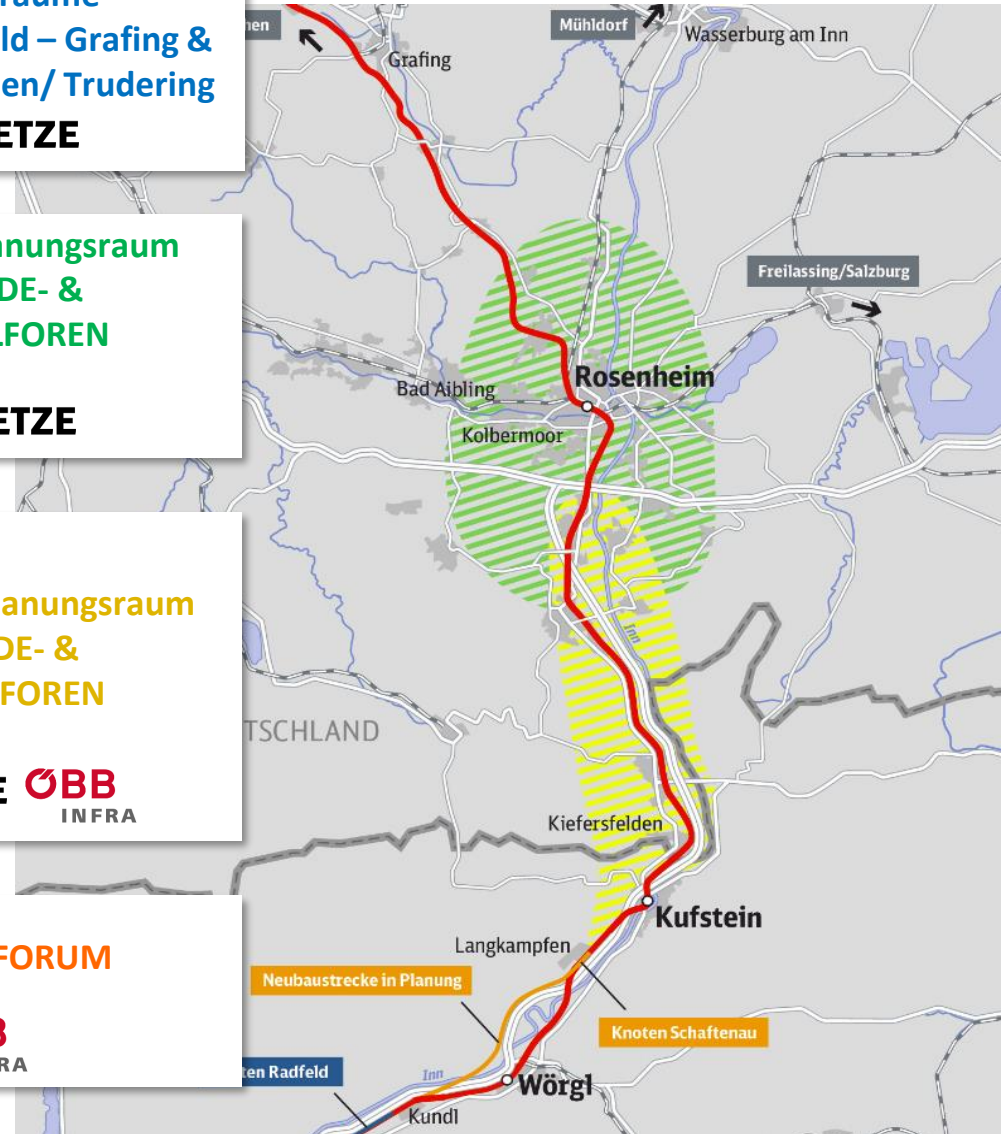 ld – Grafing &
en/ Trudering
ETZE
nungsraum
DE- &
LFOREN
ETZE
anungsraum
DE- &
FOREN
E ÖBB
INFRA
FORUM
B
RA
hen
Mühldorf
Wasserburg am Inn
Grafing
Freilassing/Salzburg
Rosenheim
Bad Aibling
Kolbermoor
Inn
TSCHLAND
Kiefersfelden
Kufstein
Langkampfen
Neubaustrecke in Planung
Knoten Schaftenau
ten Radfeld
Inn
Wörgl
Kundl